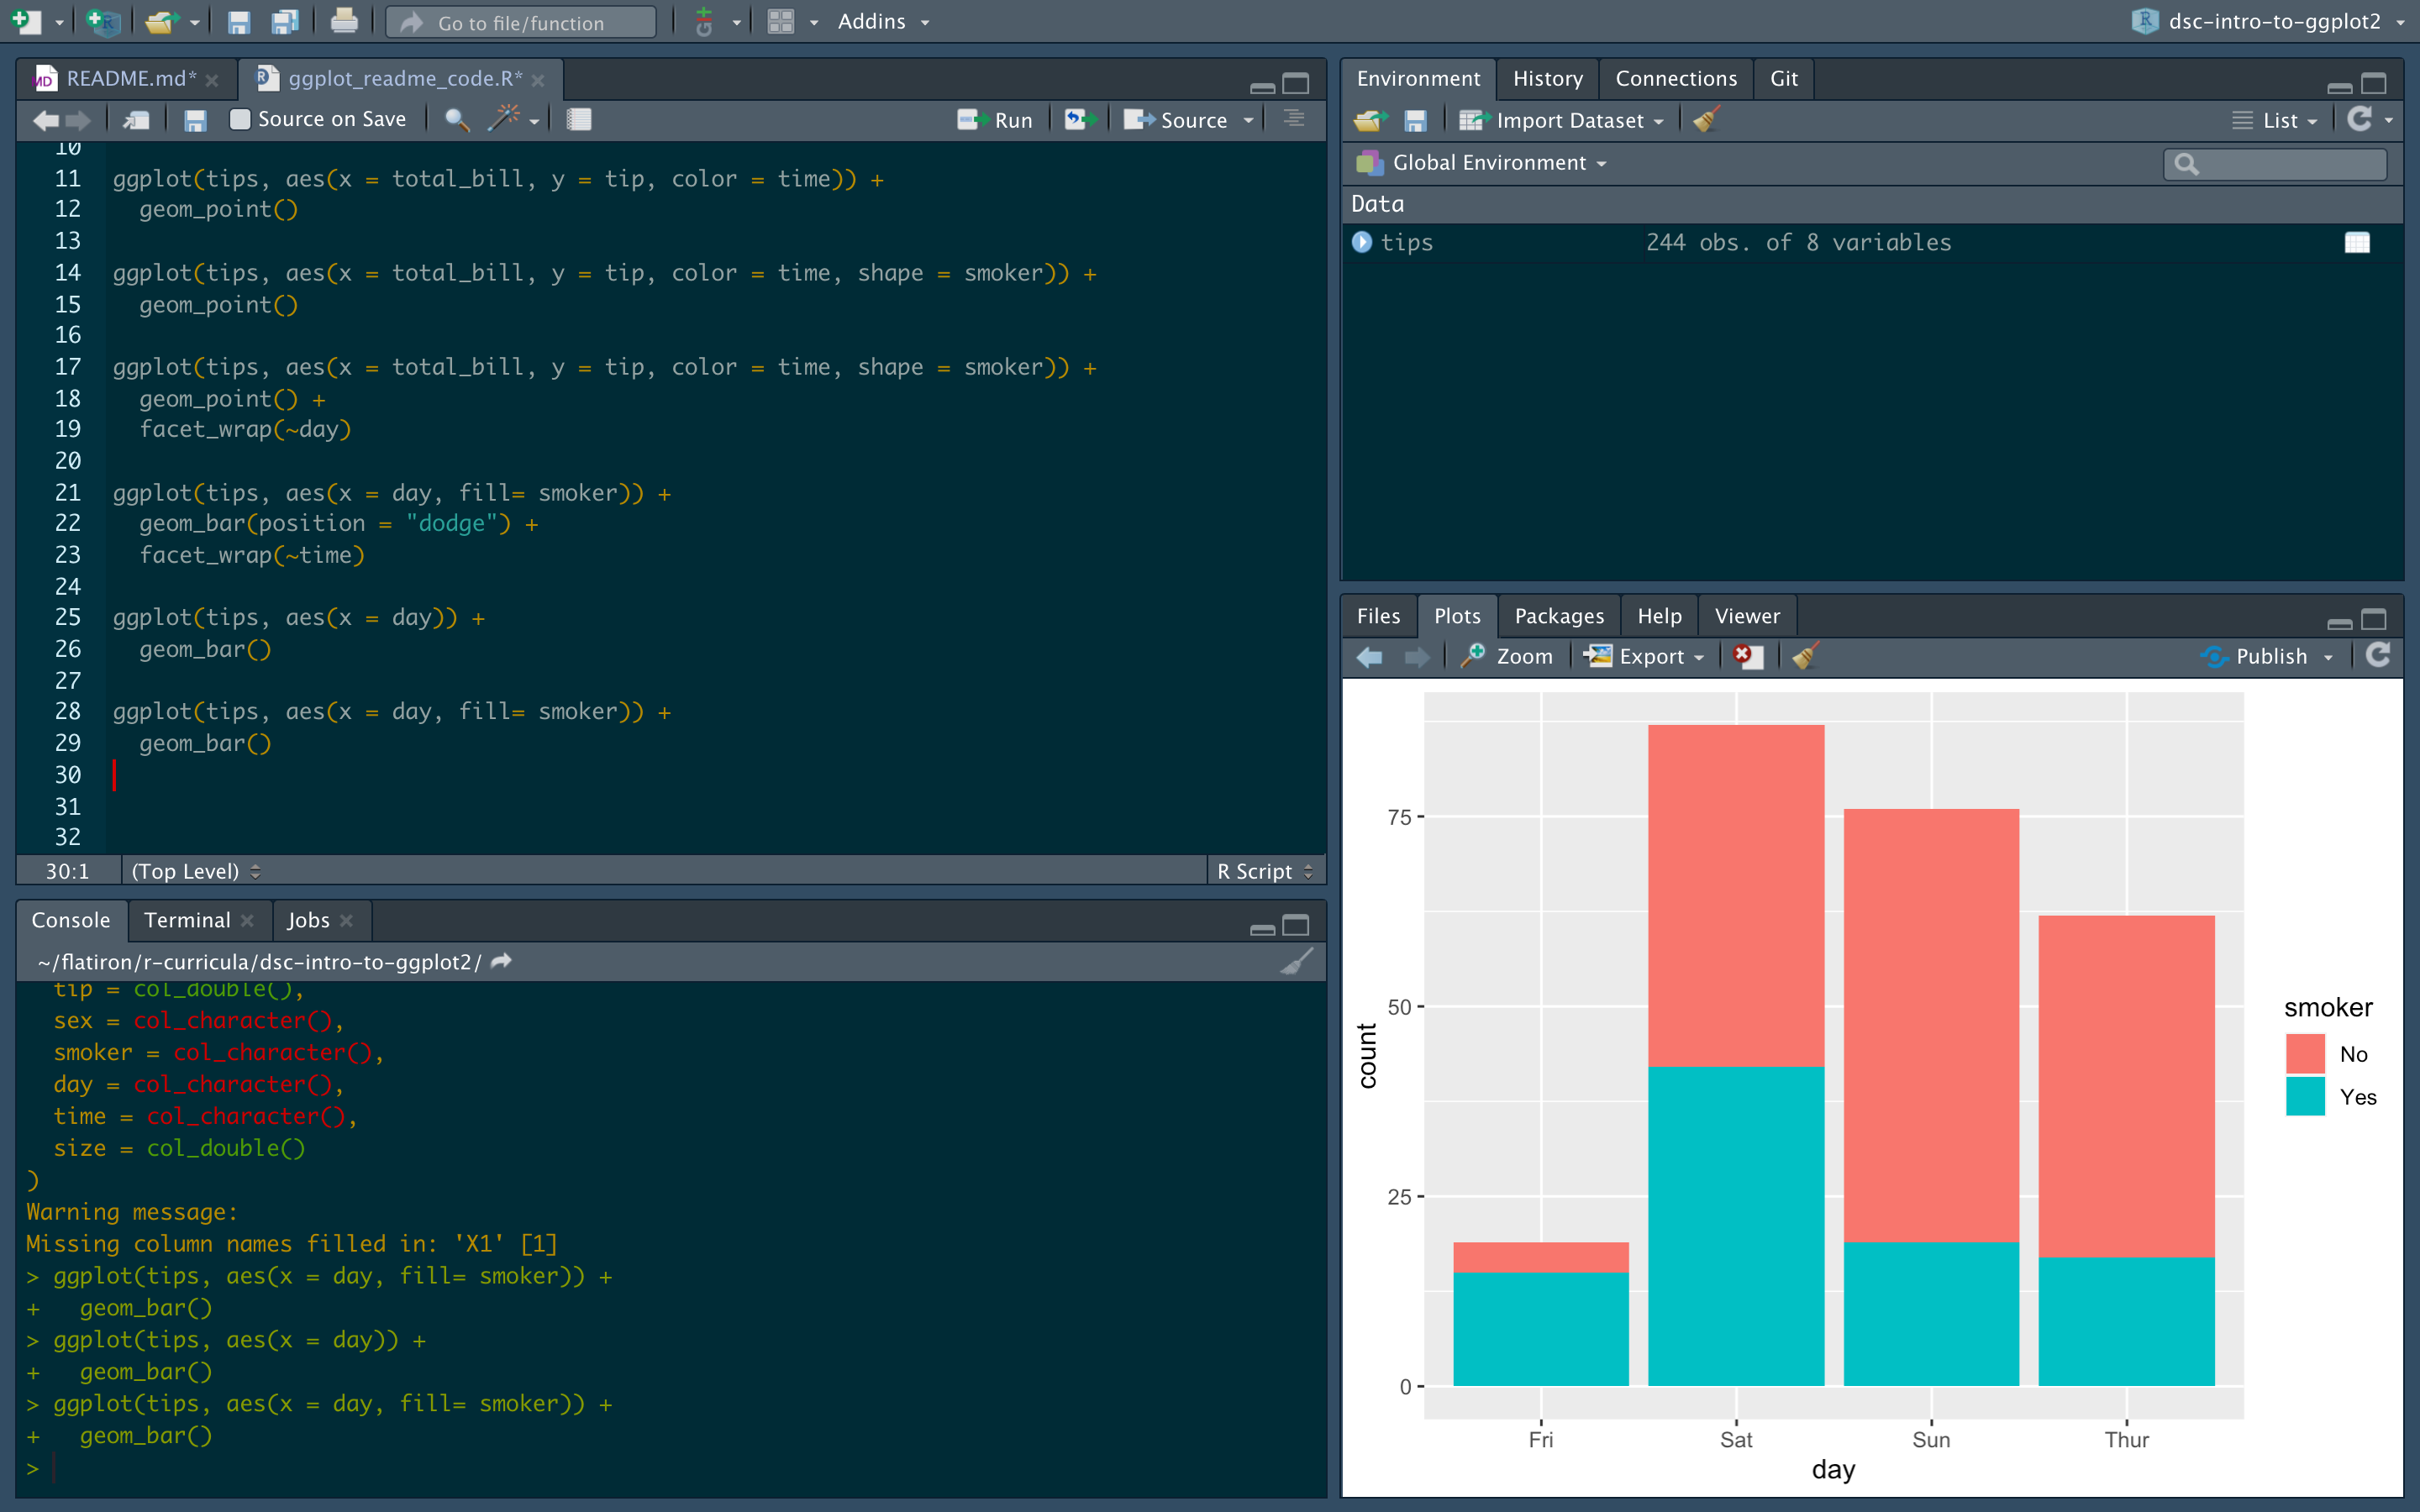 Go to file/function
Addins
dsc-intro-to-ggplot2
README.md*
ggplot_readme_code.R*
Source on Save
Run
Source
10
11 ggplot(tips, aes(x = total_bill, y = tip, color = time)) +
12   geom_point()
13
14 ggplot(tips, aes(x = total_bill, y = tip, color = time, shape = smoker)) +
15   geom_point()
16
17 ggplot(tips, aes(x = total_bill, y = tip, color = time, shape = smoker)) +
18   geom_point() +
19   facet_wrap(~day)
20
21 ggplot(tips, aes(x = day, fill= smoker)) +
22   geom_bar(position = "dodge") +
23   facet_wrap(~time)
24
25 ggplot(tips, aes(x = day)) +
26   geom_bar()
27
28 ggplot(tips, aes(x = day, fill= smoker)) +
29   geom_bar()
30
31
32
30:1 (Top Level) R Script
Console Terminal Jobs
~/flatiron/r-curricula/dsc-intro-to-ggplot2/
  tip = col_double(),
  sex = col_character(),
  smoker = col_character(),
  day = col_character(),
  time = col_character(),
  size = col_double()
)
Warning message:
Missing column names filled in: 'X1' [1]
> ggplot(tips, aes(x = day, fill= smoker)) +
+   geom_bar()
> ggplot(tips, aes(x = day)) +
+   geom_bar()
> ggplot(tips, aes(x = day, fill= smoker)) +
+   geom_bar()
>
Environment History Connections Git
Import Dataset List
Global Environment
Data
tips 244 obs. of 8 variables
Files Plots Packages Help Viewer
Zoom Export Publish
75
50
25
0
count
Fri Sat Sun Thur
day
smoker
No
Yes